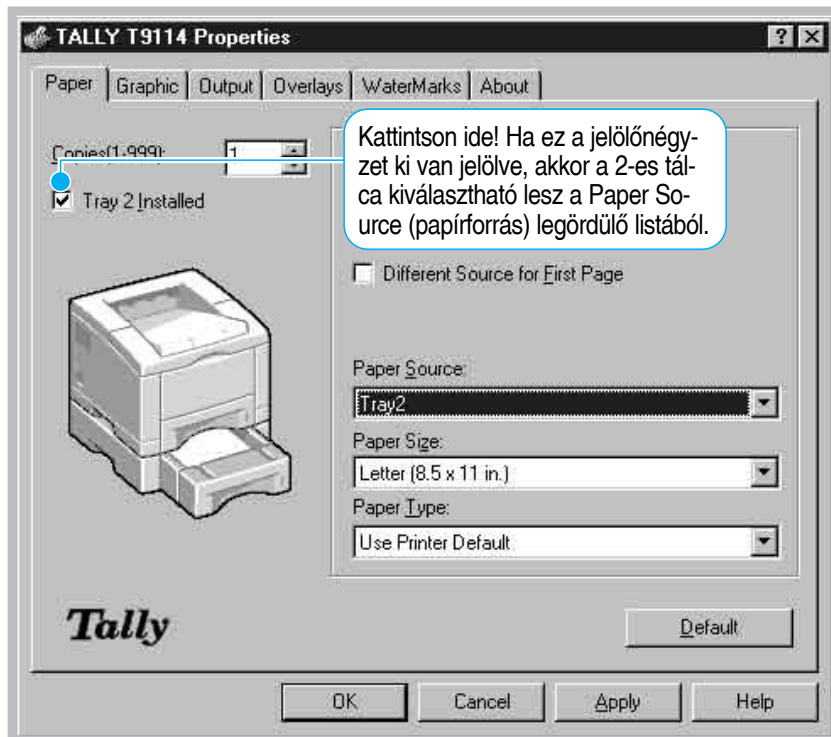 TALLY T9114 Properties
Paper Graphic Output Overlays WaterMarks About
Copies(1-999): 1
Kattintson ide! Ha ez a jelölőnégy-
zet ki van jelölve, akkor a 2-es tál-
ca kiválasztható lesz a Paper So-
urce (papírforrás) legördülő listából.
Tray 2 Installed
Different Source for First Page
Paper Source:
Tray2
Paper Size:
Letter (8.5 x 11 in.)
Paper Type:
Use Printer Default
Tally
Default
OK Cancel Apply Help